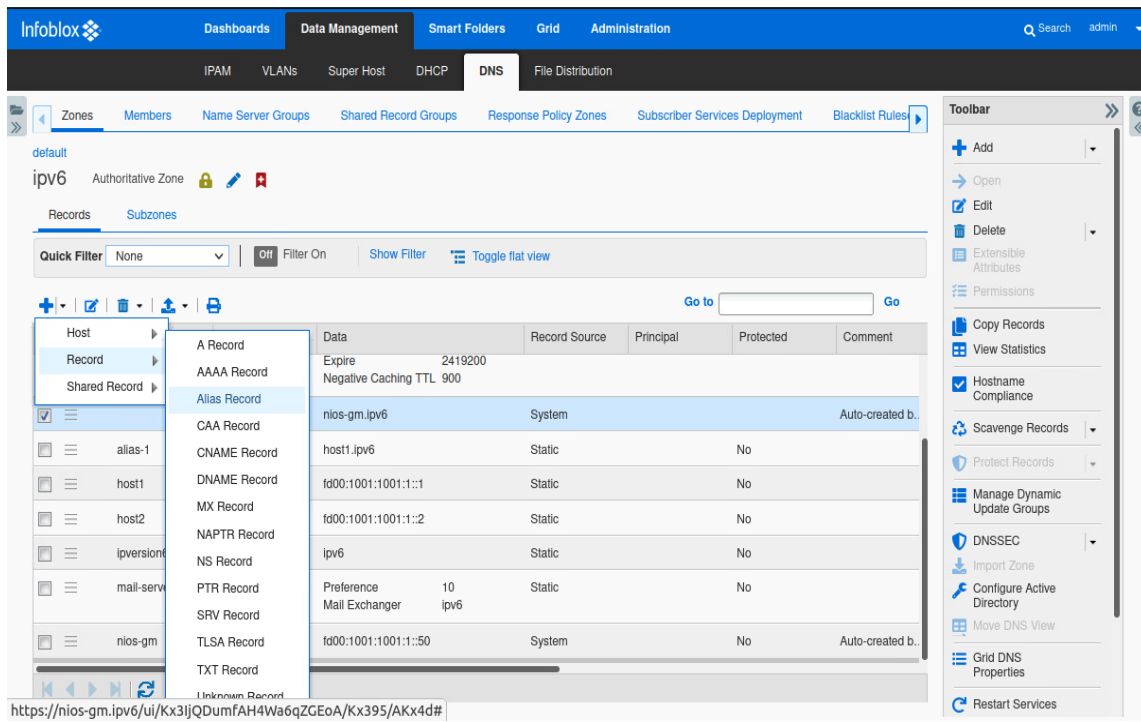 Infoblox Dashboards Data Management Smart Folders Grid Administration Search admin
IPAM VLANs Super Host DHCP DNS File Distribution
Zones Members Name Server Groups Shared Record Groups Response Policy Zones Subscriber Services Deployment Blacklist Rules
default
ipv6 Authoritative Zone
Records Subzones
Quick Filter None Off Filter On Show Filter Toggle flat view
Go to Go
Host
Record
Shared Record
A Record
AAAA Record
Alias Record
CAA Record
CNAME Record
DNAME Record
MX Record
NAPTR Record
NS Record
PTR Record
SRV Record
TLSA Record
TXT Record
Unknown Record
Data Record Source Principal Protected Comment
Expire 2419200
Negative Caching TTL 900
nios-gm.ipv6 System Auto-created b..
alias-1 host1.ipv6 Static No
host1 fd00:1001:1001:1::1 Static No
host2 fd00:1001:1001:1::2 Static No
ipversion6 ipv6 Static No
mail-serve Preference 10 Static No
Mail Exchanger ipv6
nios-gm fd00:1001:1001:1::50 System No Auto-created b..
Toolbar
Add
Open
Edit
Delete
Extensible
Attributes
Permissions
Copy Records
View Statistics
Hostname
Compliance
Scavenge Records
Protect Records
Manage Dynamic
Update Groups
DNSSEC
Import Zone
Configure Active
Directory
Move DNS View
Grid DNS
Properties
Restart Services
https://nios-gm.ipv6/ui/Kx3IjQDumfAH4Wa6qZGEoA/Kx395/AKx4d#